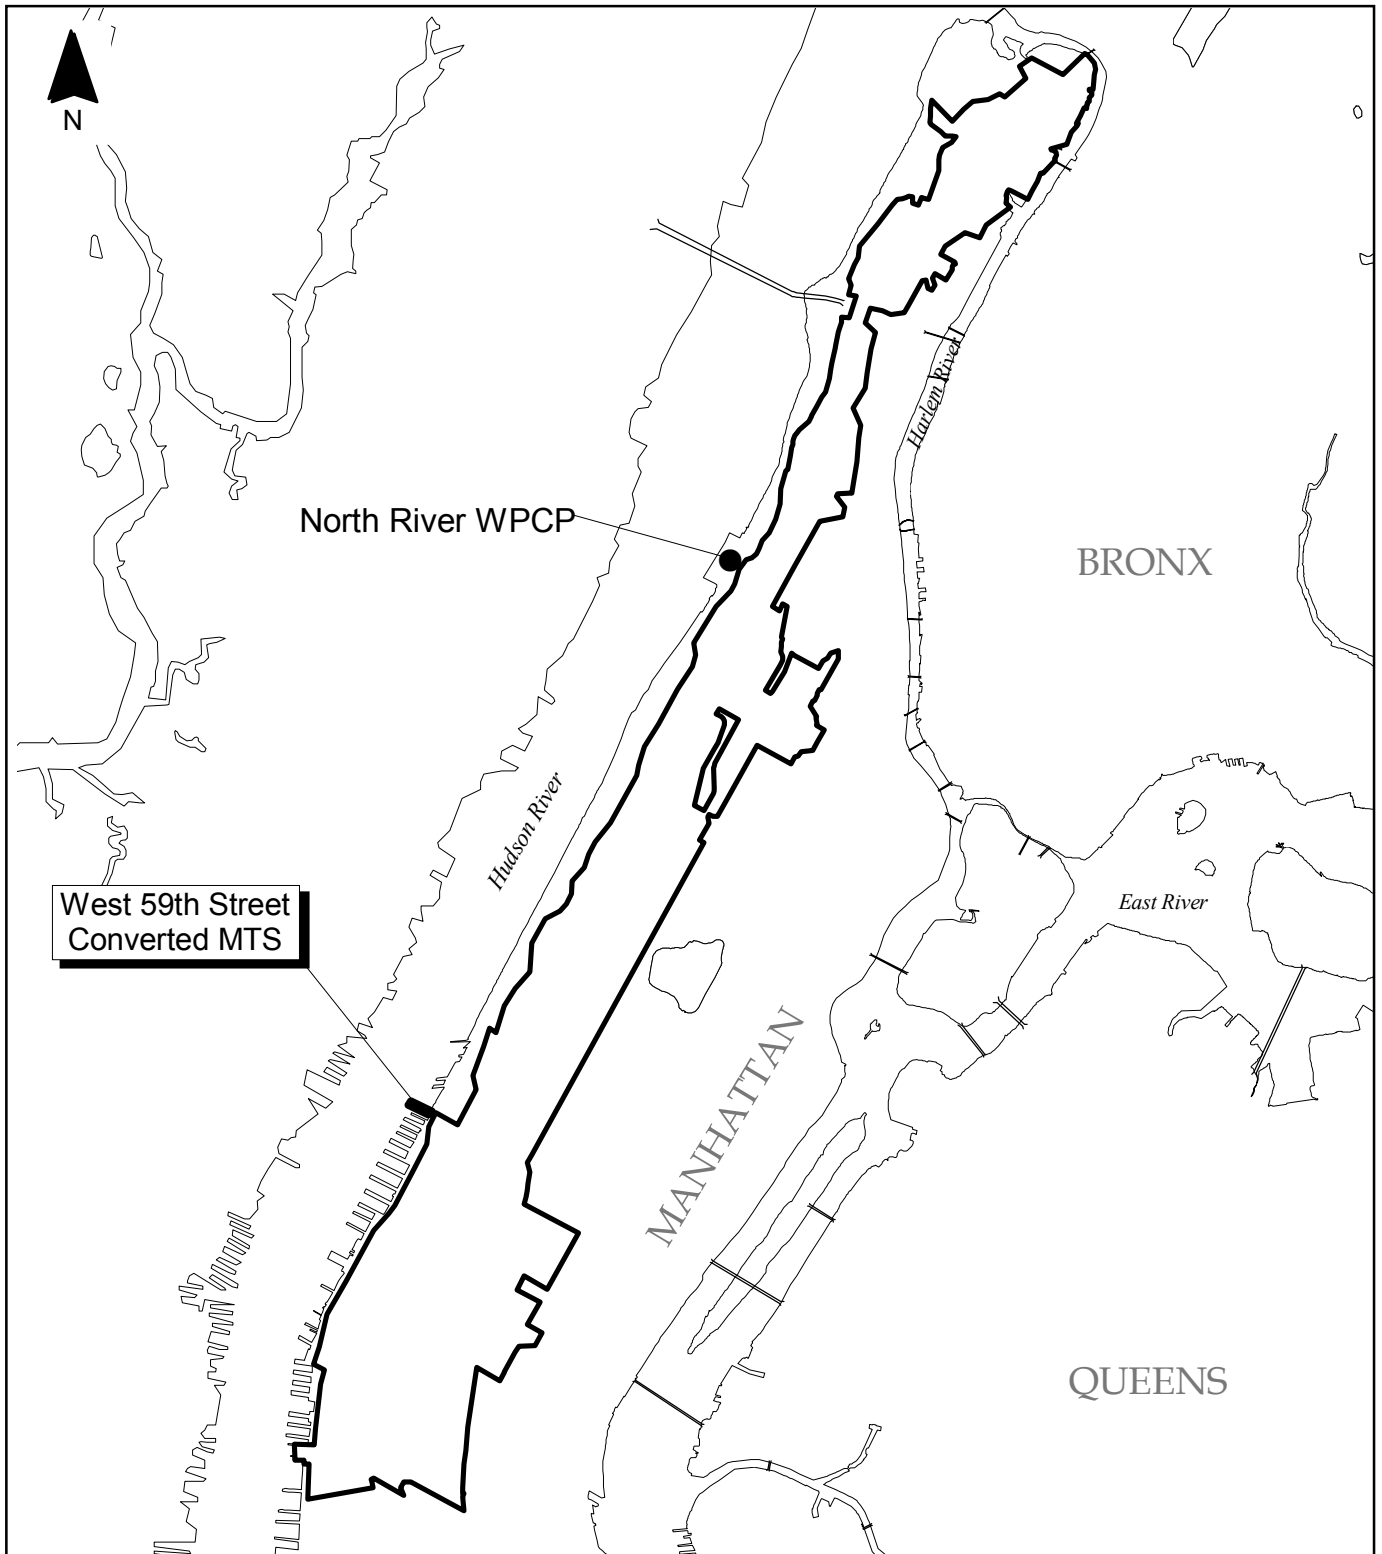 N
Harlem River
North River WPCP
BRONX
Hudson River
West 59th Street
Converted MTS
East River
MANHATTAN
QUEENS